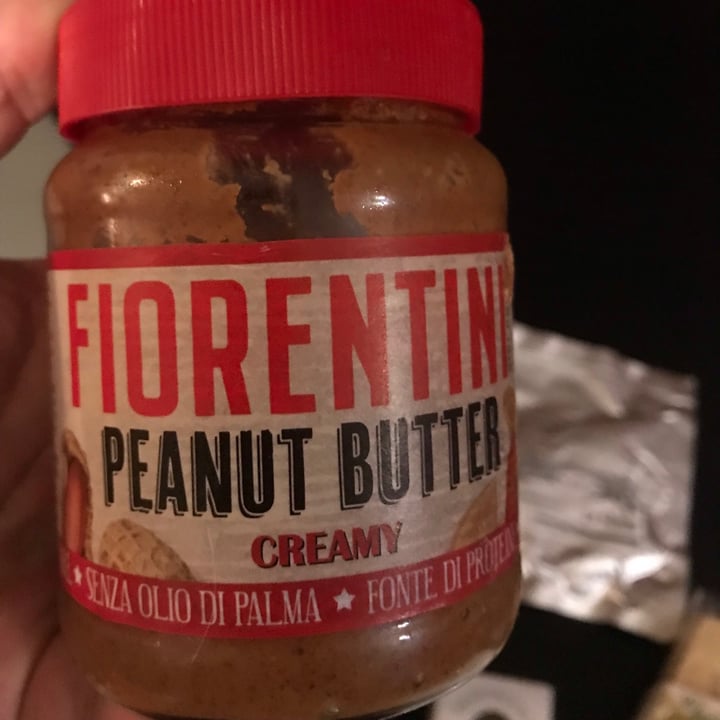 FIORENTINI
PEANUT BUTTER
CREAMY
★ SENZA OLIO DI PALMA ★ FONTE DI